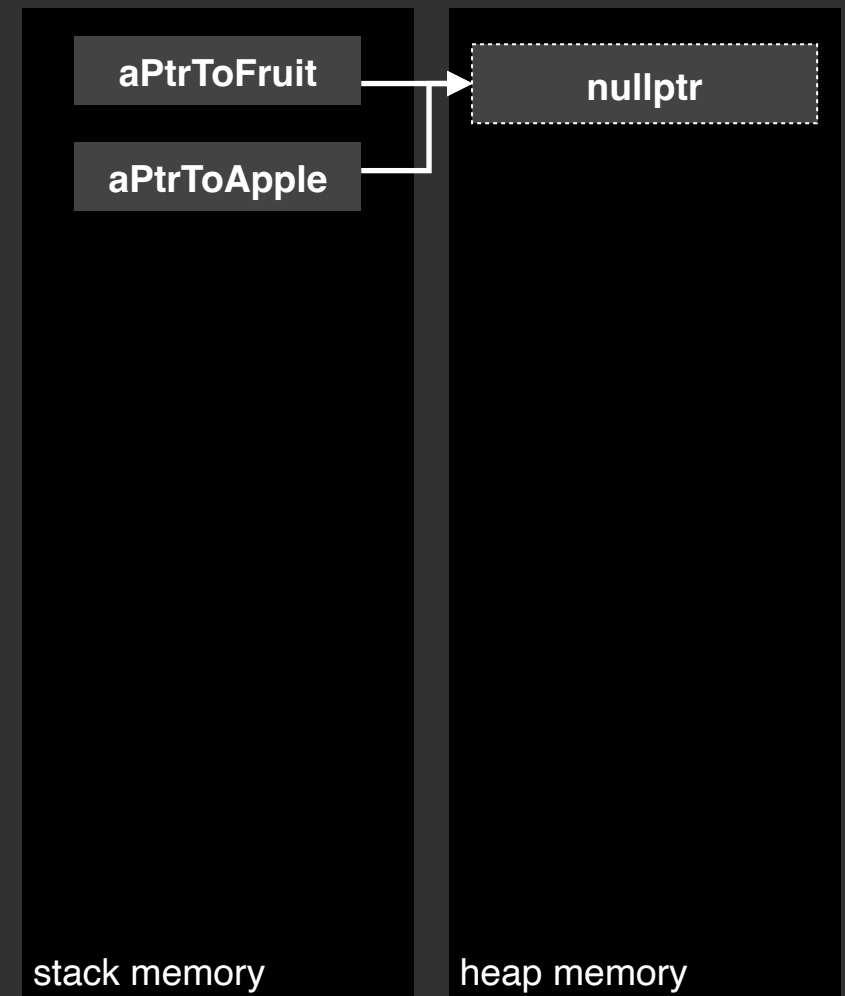 aPtrToFruit
nullptr
aPtrToApple
stack memory
heap memory